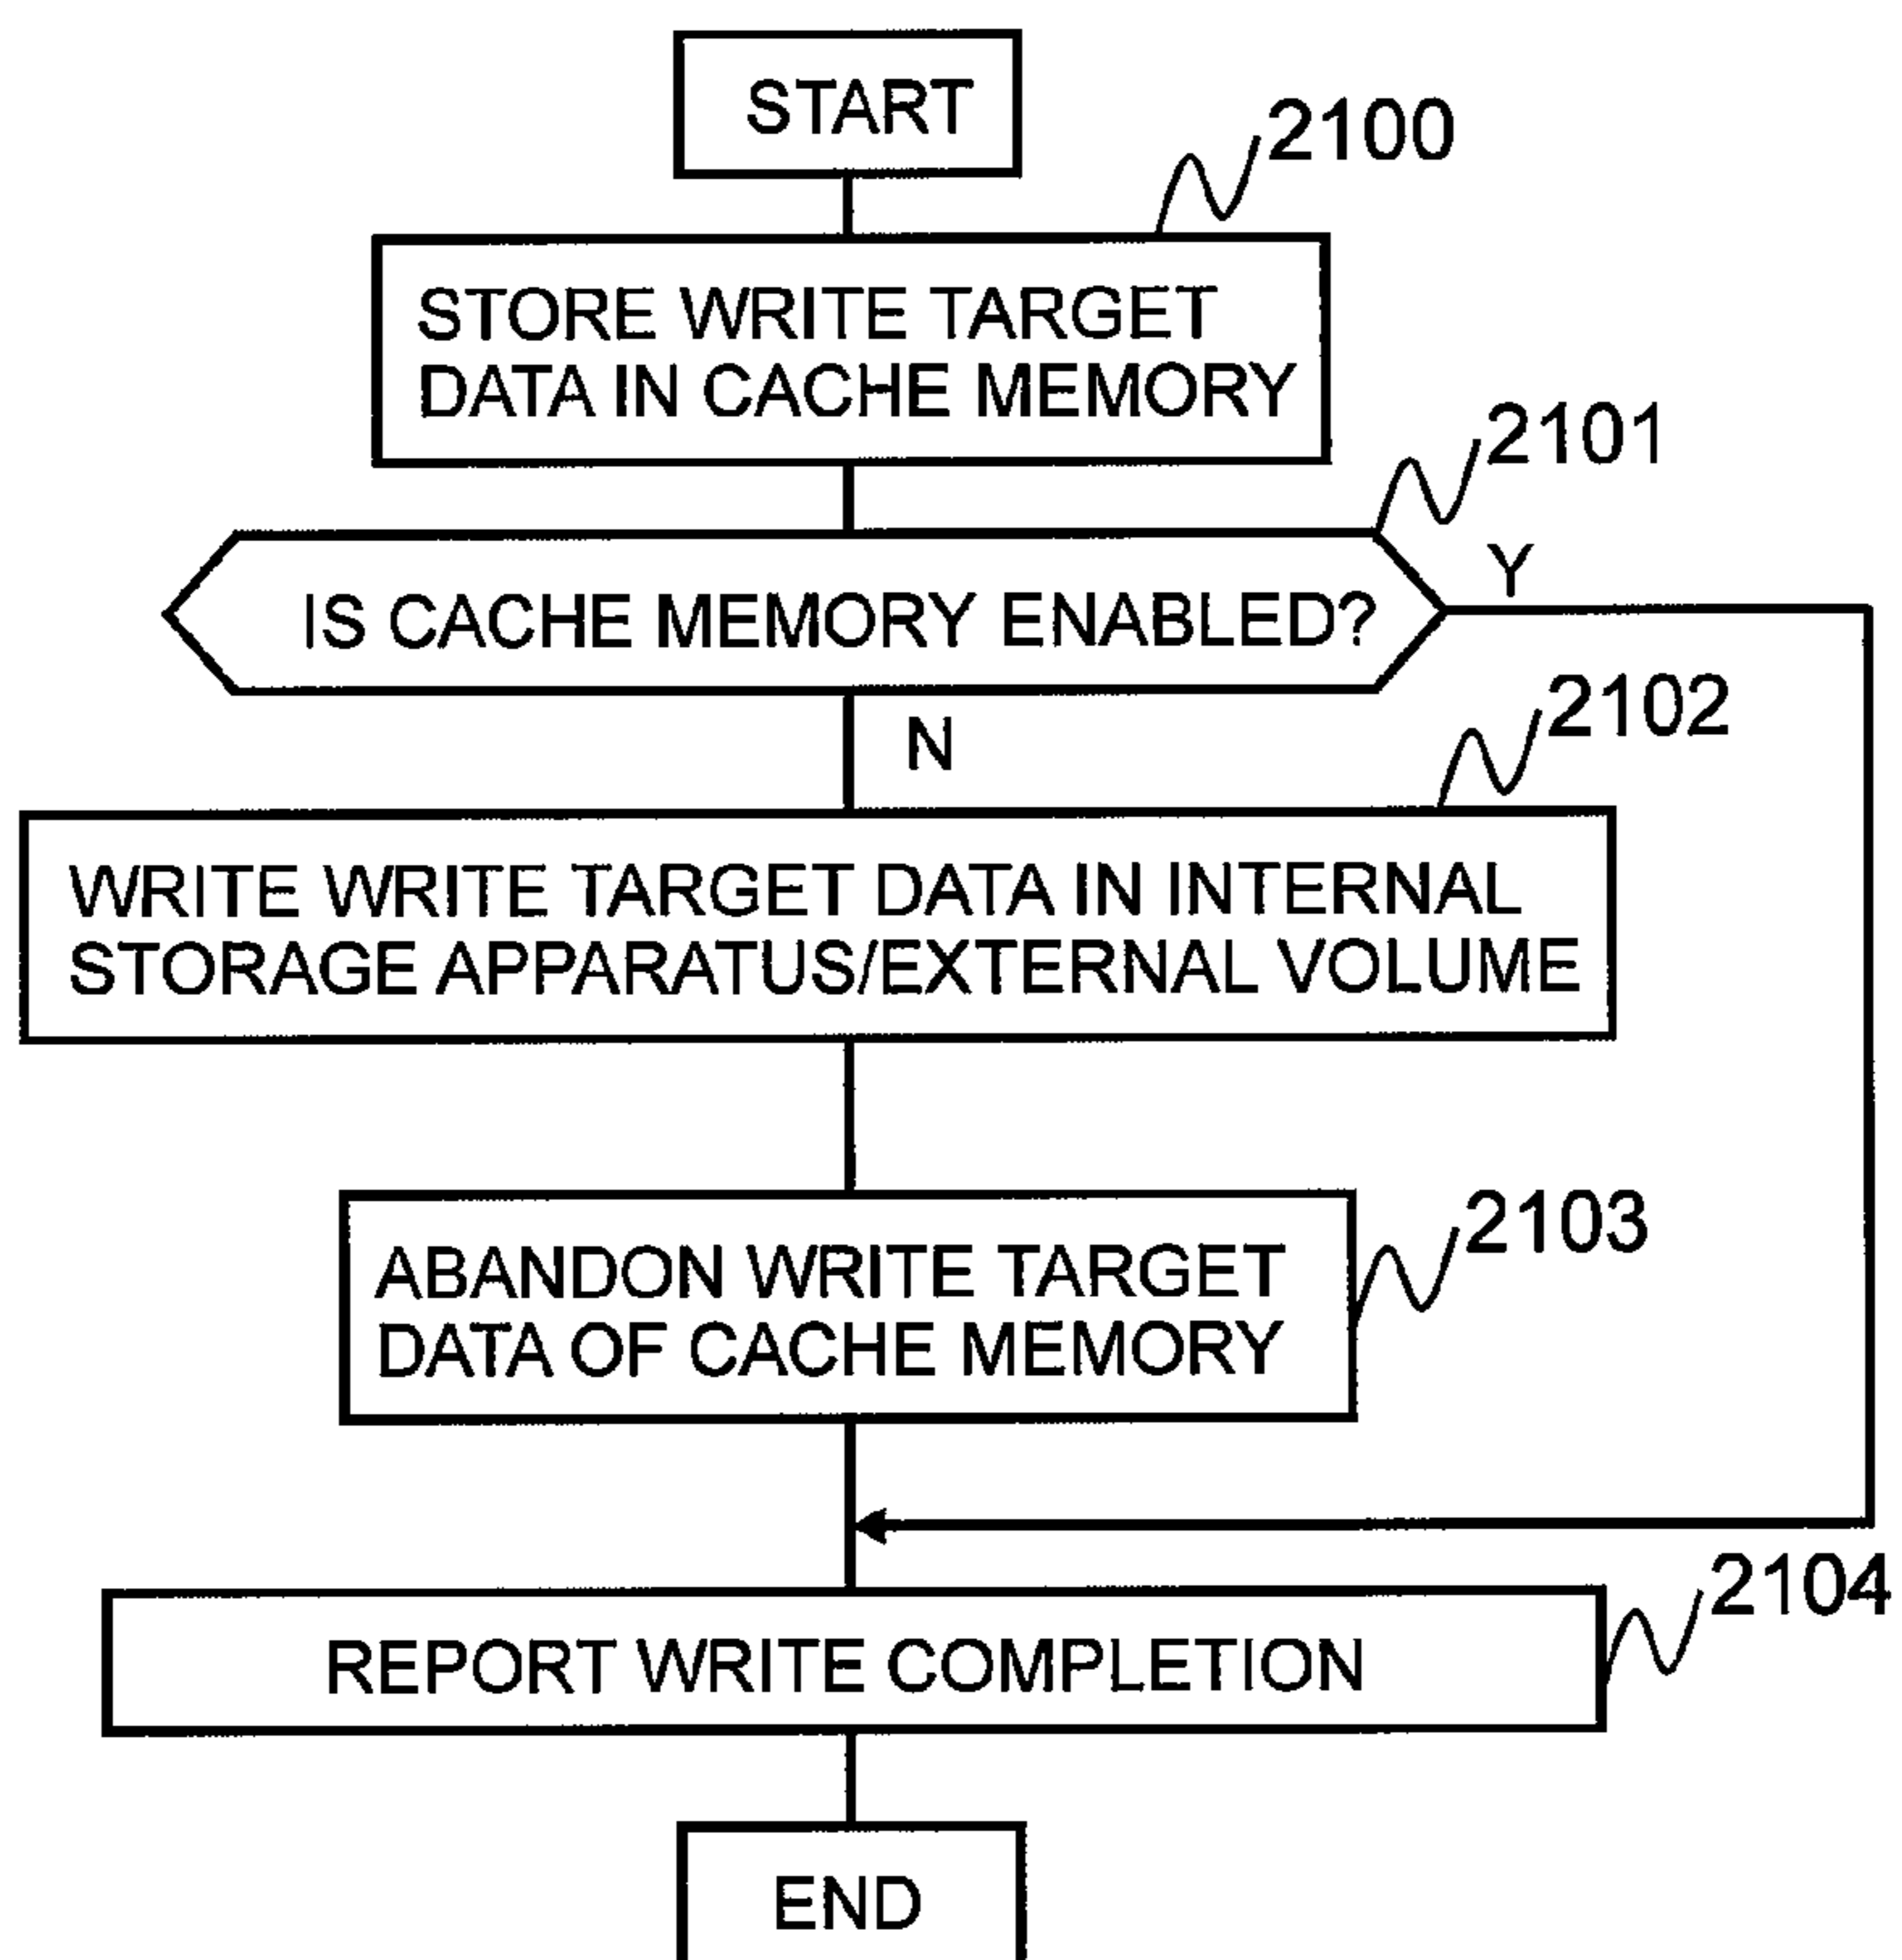 START
2100
STORE WRITE TARGET
DATA IN CACHE MEMORY
2101
IS CACHE MEMORY ENABLED?
Y
N
2102
WRITE WRITE TARGET DATA IN INTERNAL
STORAGE APPARATUS/EXTERNAL VOLUME
2103
ABANDON WRITE TARGET
DATA OF CACHE MEMORY
2104
REPORT WRITE COMPLETION
END